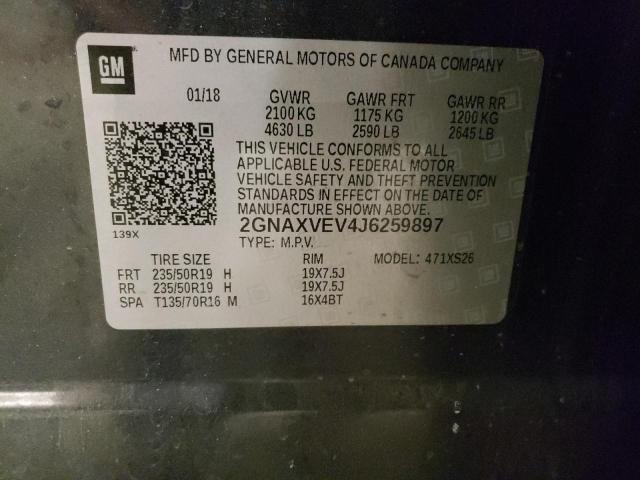 GM
MFD BY GENERAL MOTORS OF CANADA COMPANY
01/18 GVWR GAWR FRT GAWR RR
2100 KG 1175 KG 1200 KG
4630 LB 2590 LB 2645 LB
THIS VEHICLE CONFORMS TO ALL
APPLICABLE U.S. FEDERAL MOTOR
VEHICLE SAFETY AND THEFT PREVENTION
STANDARDS IN EFFECT ON THE DATE OF
MANUFACTURE SHOWN ABOVE.
139X
2GNAXVEV4J6259897
TYPE: M.P.V. MODEL: 471XS26
TIRE SIZE RIM
FRT 235/50R19 H 19X7.5J
RR 235/50R19 H 19X7.5J
SPA T135/70R16 M 16X4BT